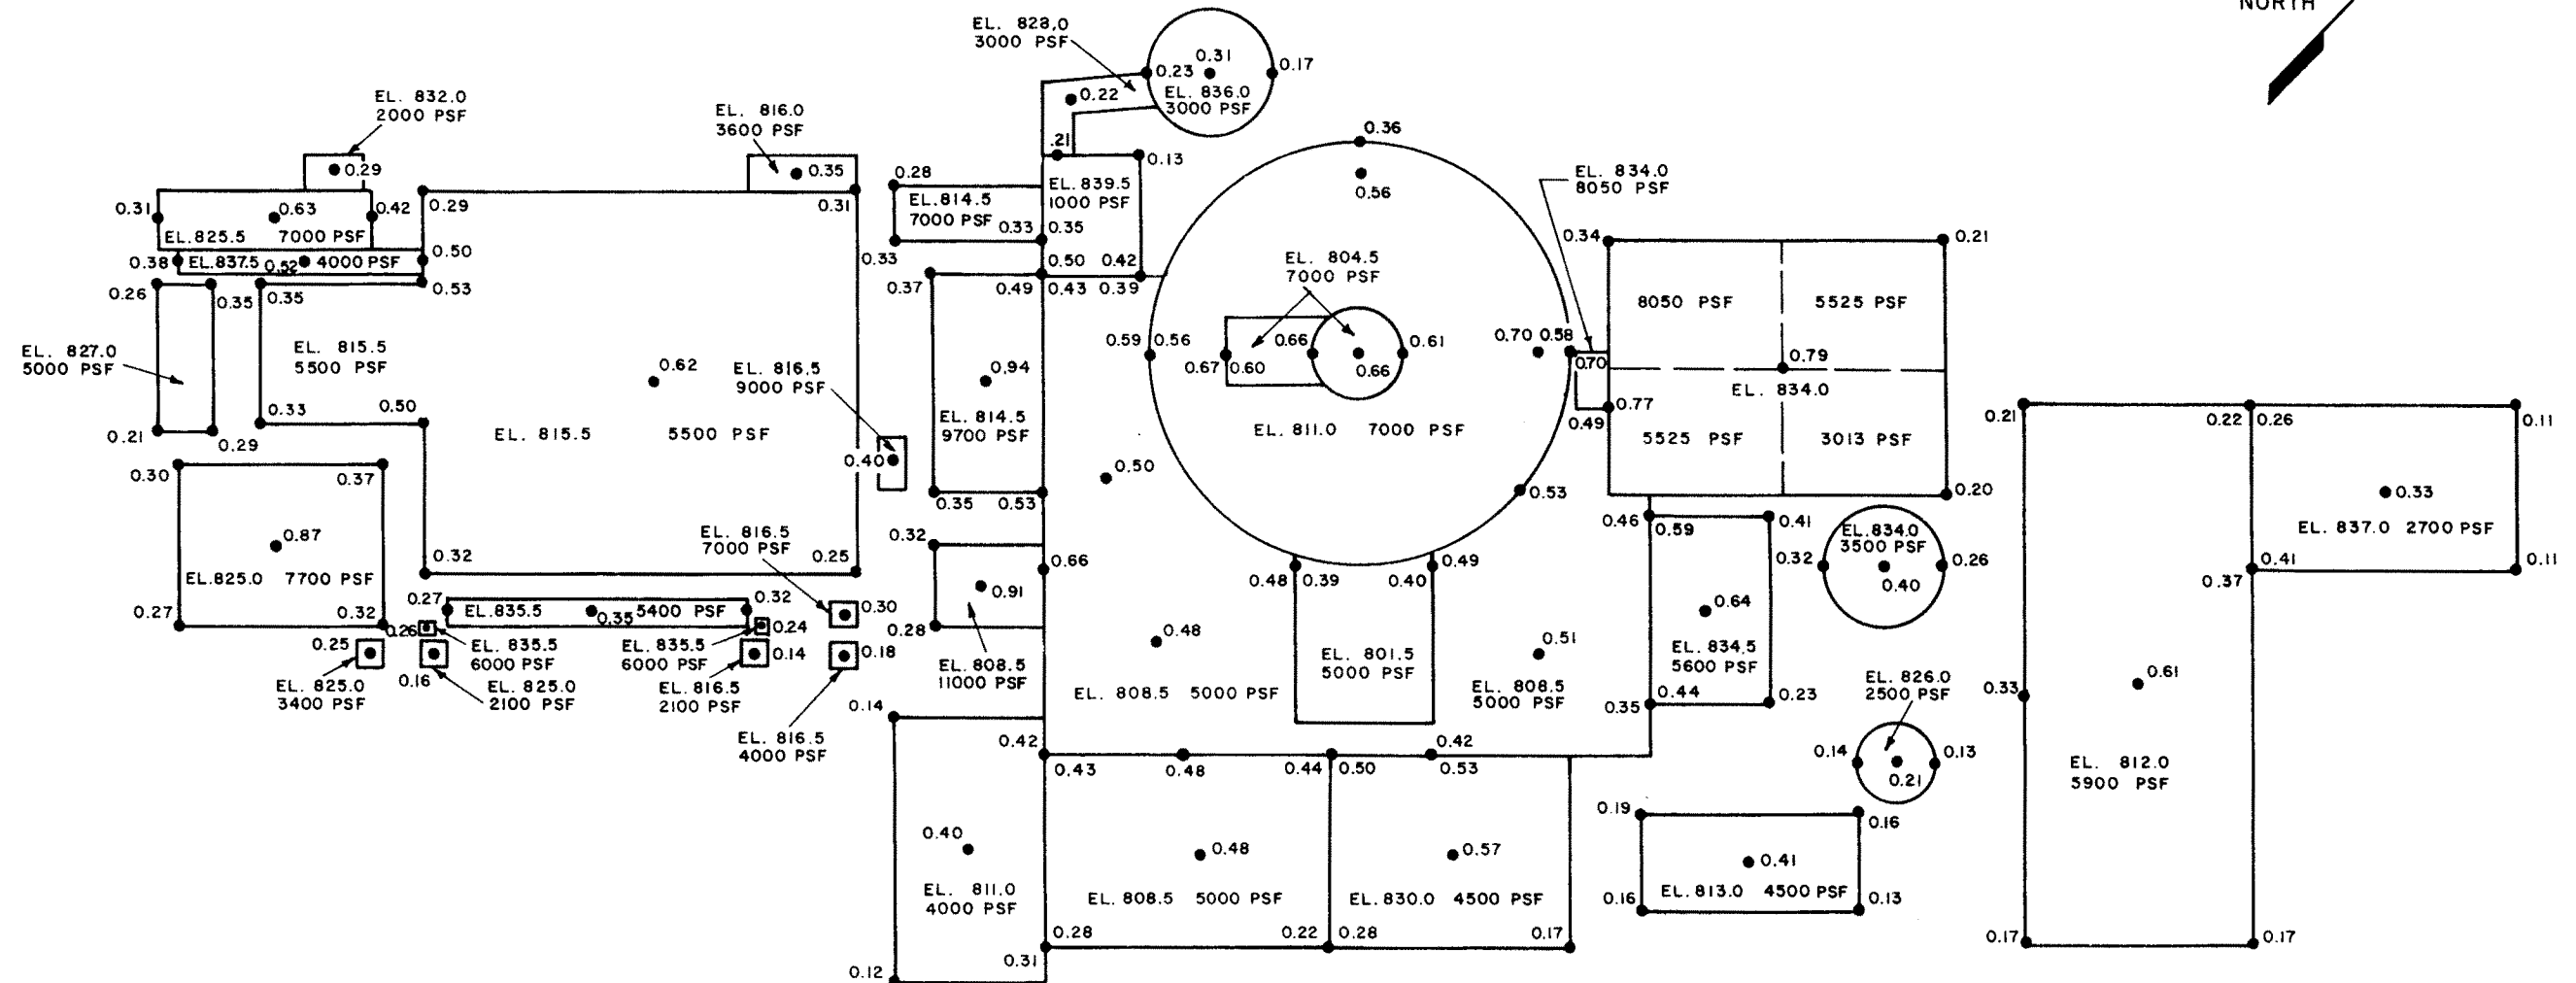 NORTH
EL. 828,0
3000 PSF
0.31
0.23
0.17
EL. 836.0
3000 PSF
0.22
.21
0.13
EL. 832.0
2000 PSF
0.29
EL. 816.0
3600 PSF
0.35
0.31
0.63
0.42
EL.825.5 7000 PSF
0.29
0.31
0.38
EL.837.5 4000 PSF
0.52
0.50
0.53
0.26
0.35
0.35
EL. 827.0
5000 PSF
0.21
0.29
EL. 815.5
5500 PSF
0.33
0.50
0.62
EL. 815.5 5500 PSF
0.33
0.32
0.25
EL. 816.5
9000 PSF
0.40
0.30
0.37
0.87
EL.825.0 7700 PSF
0.27
0.32
0.27
EL.835.5 5400 PSF
0.35
0.32
0.26
EL. 835.5
6000 PSF
0.25
EL. 825.0
3400 PSF
0.16
EL. 825.0
2100 PSF
EL. 835.5
6000 PSF
0.24
0.14
EL. 816.5
2100 PSF
EL. 816.5
7000 PSF
0.30
0.18
EL. 816.5
4000 PSF
0.28
EL.814.5
7000 PSF
0.33
EL.839.5
1000 PSF
0.35
0.50
0.42
0.37
0.49
0.43
0.39
0.94
EL.814.5
9700 PSF
0.35
0.53
0.32
0.66
0.91
0.28
EL. 808.5
11000 PSF
0.36
0.56
EL. 804.5
7000 PSF
0.59
0.56
0.67
0.60
0.66
0.66
0.61
0.70
0.58
EL. 811.0 7000 PSF
0.50
0.53
EL. 834.0
8050 PSF
0.70
0.49
0.34
0.21
8050 PSF
5525 PSF
0.79
EL. 834.0
0.77
5525 PSF
3013 PSF
0.20
0.48
0.39
0.40
0.49
0.48
EL. 808.5 5000 PSF
EL. 801.5
5000 PSF
0.51
EL. 808.5
5000 PSF
0.46
0.59
0.41
0.64
EL. 834.5
5600 PSF
0.35
0.44
0.23
EL.834.0
3500 PSF
0.32
0.40
0.26
EL. 826.0
2500 PSF
0.14
0.21
0.13
0.14
0.42
0.40
EL. 811.0
4000 PSF
0.12
0.31
0.43
0.48
0.44
0.50
0.42
0.53
0.48
EL. 808.5 5000 PSF
0.28
0.22
0.57
EL.830.0 4500 PSF
0.28
0.17
0.19
0.16
0.41
EL.813.0 4500 PSF
0.16
0.13
0.21
0.22
0.33
0.61
EL. 812.0
5900 PSF
0.37
0.17
0.17
0.26
0.11
0.33
EL. 837.0 2700 PSF
0.41
0.11